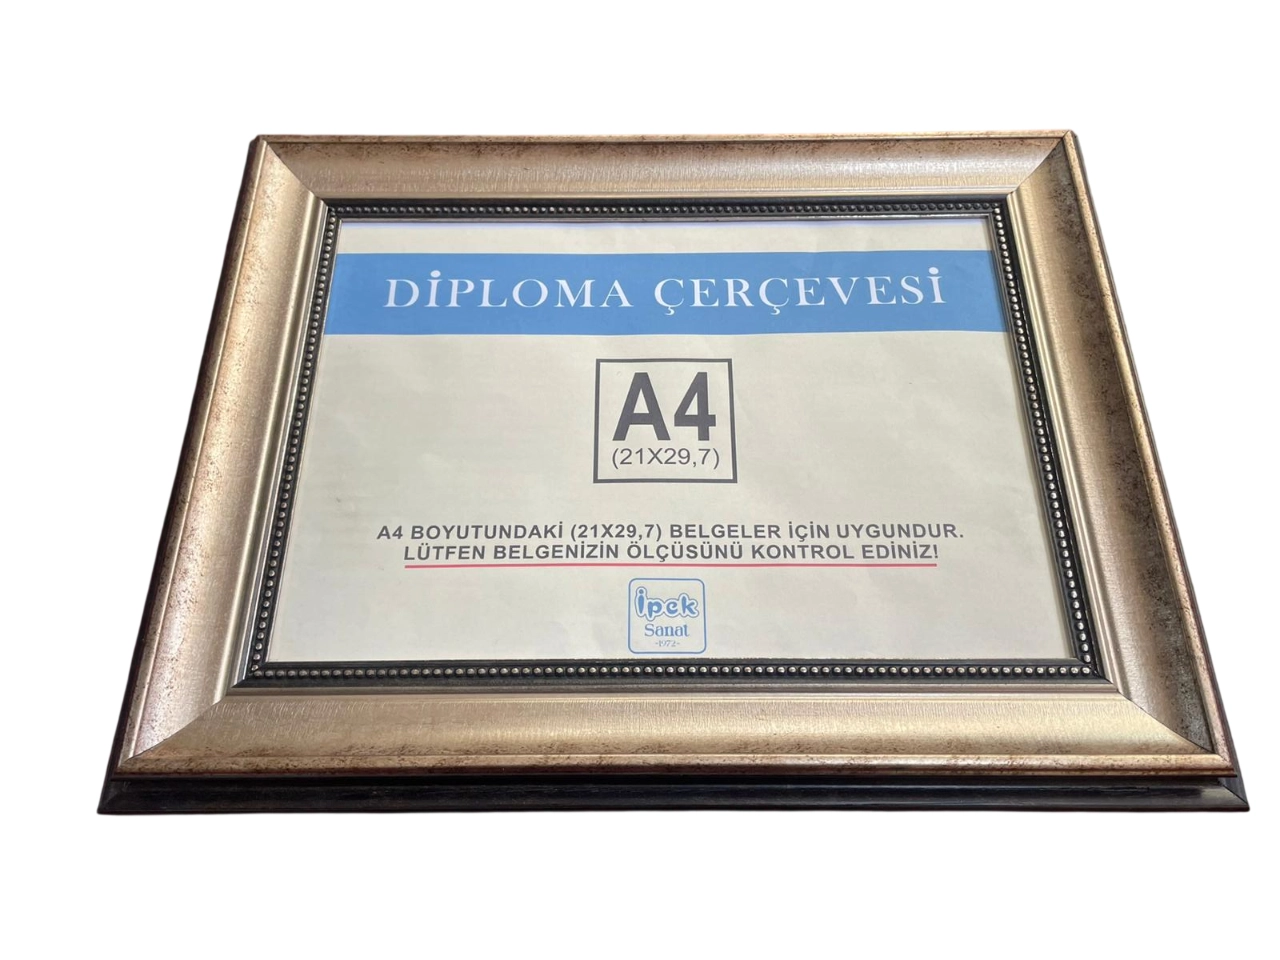 DİPLOMA ÇERÇEVESİ
A4
(21X29,7)
A4 BOYUTUNDAKİ (21X29,7) BELGELER İÇİN UYGUNDUR.
LÜTFEN BELGENİZİN ÖLÇÜSÜNÜ KONTROL EDİNİZ!
İpek
Sanat
-1972-